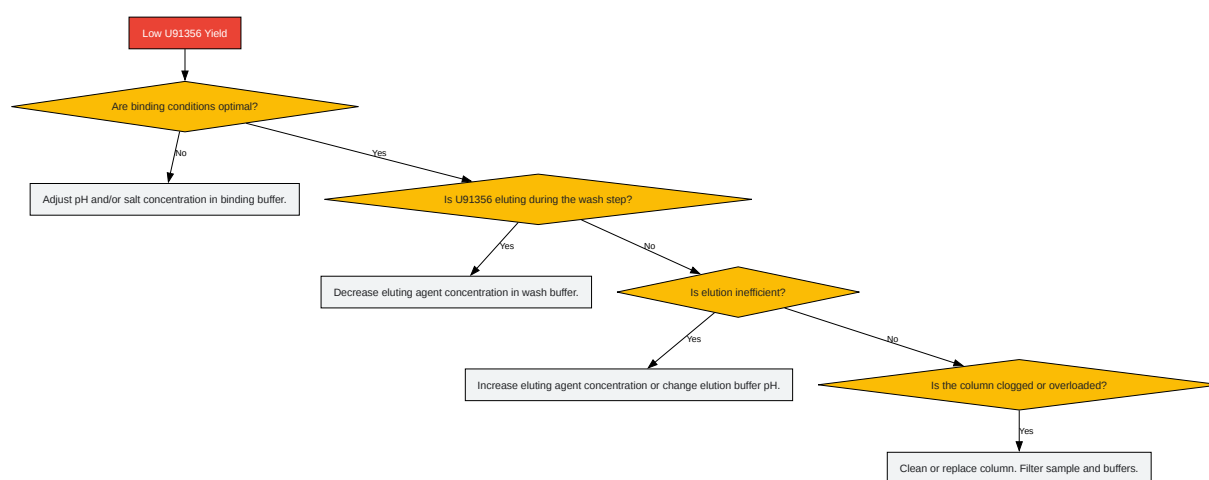 Low U91356 Yield
Are binding conditions optimal?
No
Yes
Adjust pH and/or salt concentration in binding buffer.
Is U91356 eluting during the wash step?
Yes
No
Decrease eluting agent concentration in wash buffer.
Is elution inefficient?
Yes
No
Increase eluting agent concentration or change elution buffer pH.
Is the column clogged or overloaded?
Yes
Clean or replace column. Filter sample and buffers.